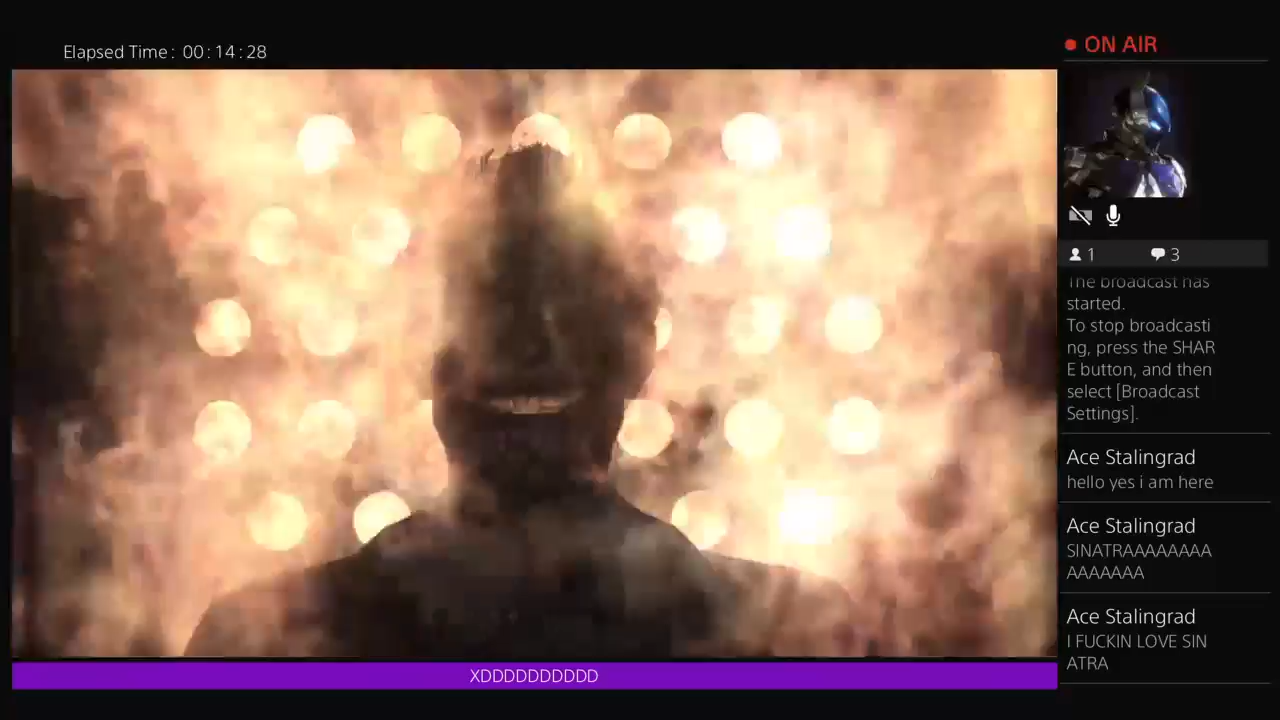 Elapsed Time: 00:14:28
ON AIR
1
3
The broadcast has
started.
To stop broadcasti
ng, press the SHAR
E button, and then
select [Broadcast
Settings].
Ace Stalingrad
hello yes i am here
Ace Stalingrad
SINATRAAAAAAAA
AAAAAAA
Ace Stalingrad
I FUCKIN LOVE SIN
ATRA
XDDDDDDDDDD